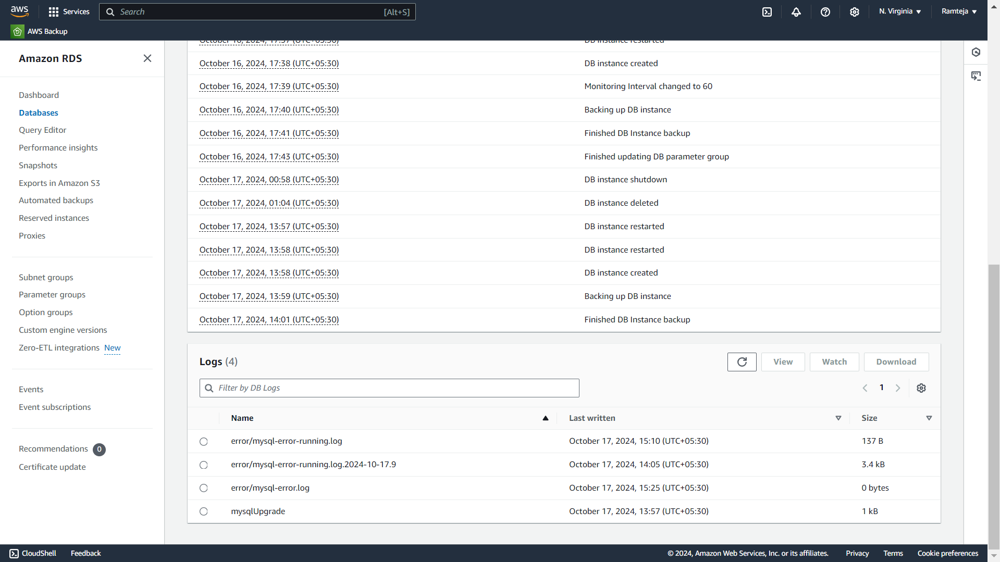 aws Services Search [Alt+S] N. Virginia Ramteja
AWS Backup
Amazon RDS
Dashboard
Databases
Query Editor
Performance insights
Snapshots
Exports in Amazon S3
Automated backups
Reserved instances
Proxies
Subnet groups
Parameter groups
Option groups
Custom engine versions
Zero-ETL integrations New
Events
Event subscriptions
Recommendations 0
Certificate update
October 16, 2024, 17:37 (UTC+05:30) DB instance restarted
October 16, 2024, 17:38 (UTC+05:30) DB instance created
October 16, 2024, 17:39 (UTC+05:30) Monitoring Interval changed to 60
October 16, 2024, 17:40 (UTC+05:30) Backing up DB instance
October 16, 2024, 17:41 (UTC+05:30) Finished DB Instance backup
October 16, 2024, 17:43 (UTC+05:30) Finished updating DB parameter group
October 17, 2024, 00:58 (UTC+05:30) DB instance shutdown
October 17, 2024, 01:04 (UTC+05:30) DB instance deleted
October 17, 2024, 13:57 (UTC+05:30) DB instance restarted
October 17, 2024, 13:58 (UTC+05:30) DB instance restarted
October 17, 2024, 13:58 (UTC+05:30) DB instance created
October 17, 2024, 13:59 (UTC+05:30) Backing up DB instance
October 17, 2024, 14:01 (UTC+05:30) Finished DB Instance backup
Logs (4) View Watch Download
Filter by DB Logs 1
Name Last written Size
error/mysql-error-running.log October 17, 2024, 15:10 (UTC+05:30) 137 B
error/mysql-error-running.log.2024-10-17.9 October 17, 2024, 14:05 (UTC+05:30) 3.4 kB
error/mysql-error.log October 17, 2024, 15:25 (UTC+05:30) 0 bytes
mysqlUpgrade October 17, 2024, 13:57 (UTC+05:30) 1 kB
CloudShell Feedback © 2024, Amazon Web Services, Inc. or its affiliates. Privacy Terms Cookie preferences